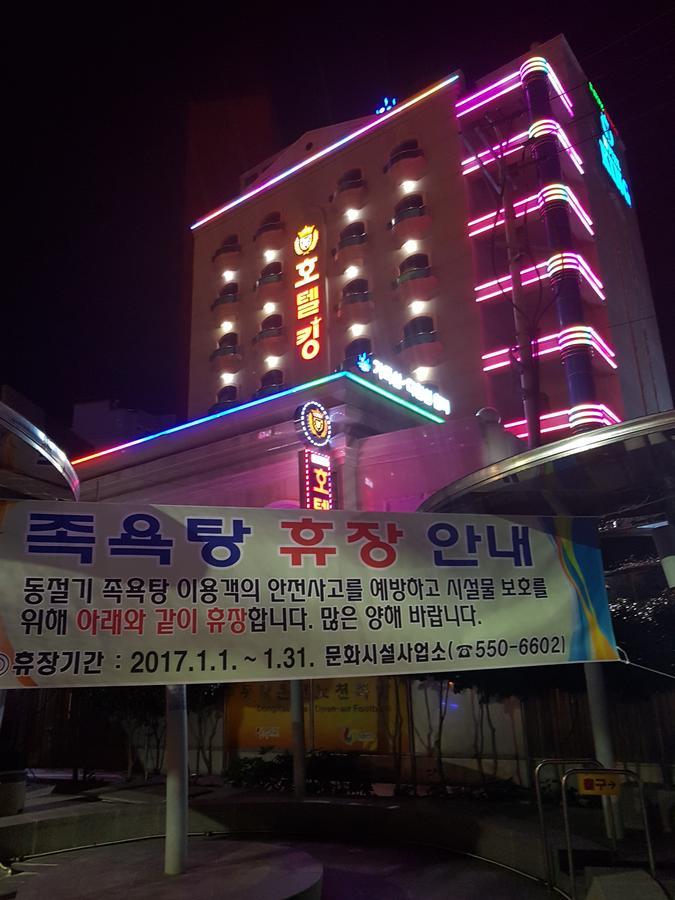 호텔킹
호텔
족욕탕 휴장 안내
동절기 족욕탕 이용객의 안전사고를 예방하고 시설물 보호를
위해 아래와 같이 휴장합니다. 많은 양해 바랍니다.
◎휴장기간 : 2017.1.1. ~ 1.31. 문화시설사업소(☎550-6602)